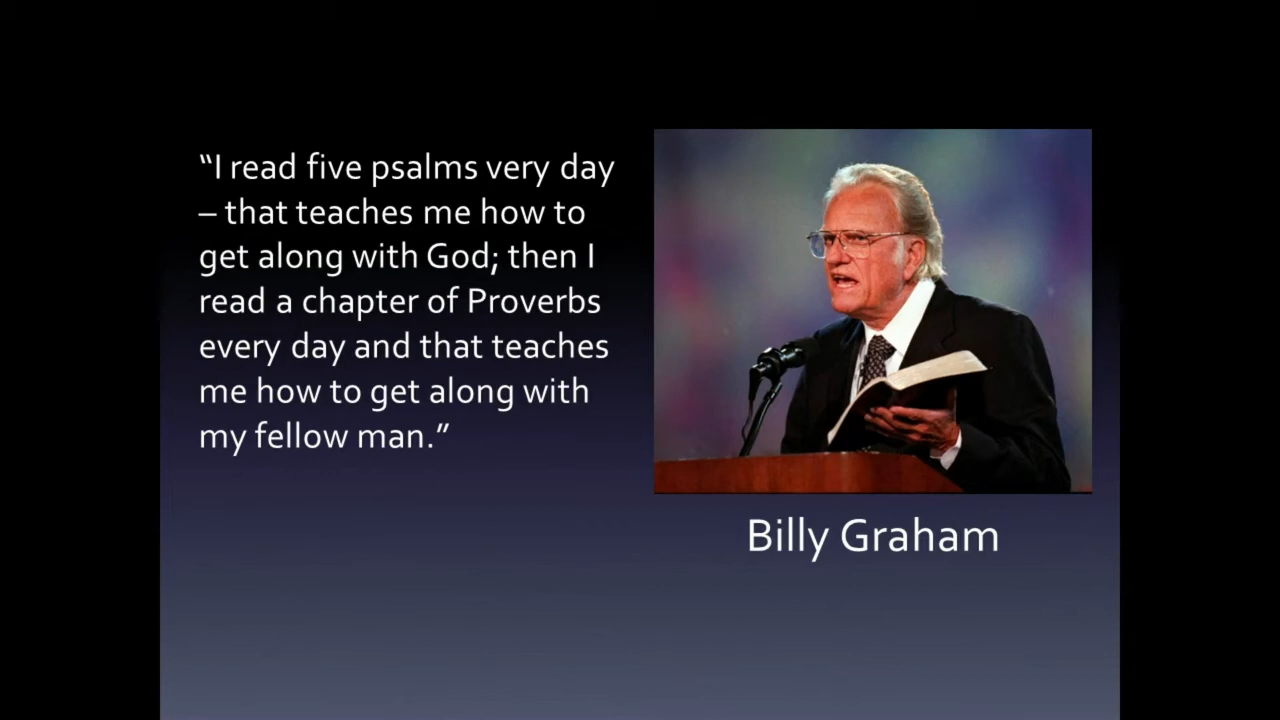 “I read five psalms very day
– that teaches me how to
get along with God; then I
read a chapter of Proverbs
every day and that teaches
me how to get along with
my fellow man.”
Billy Graham